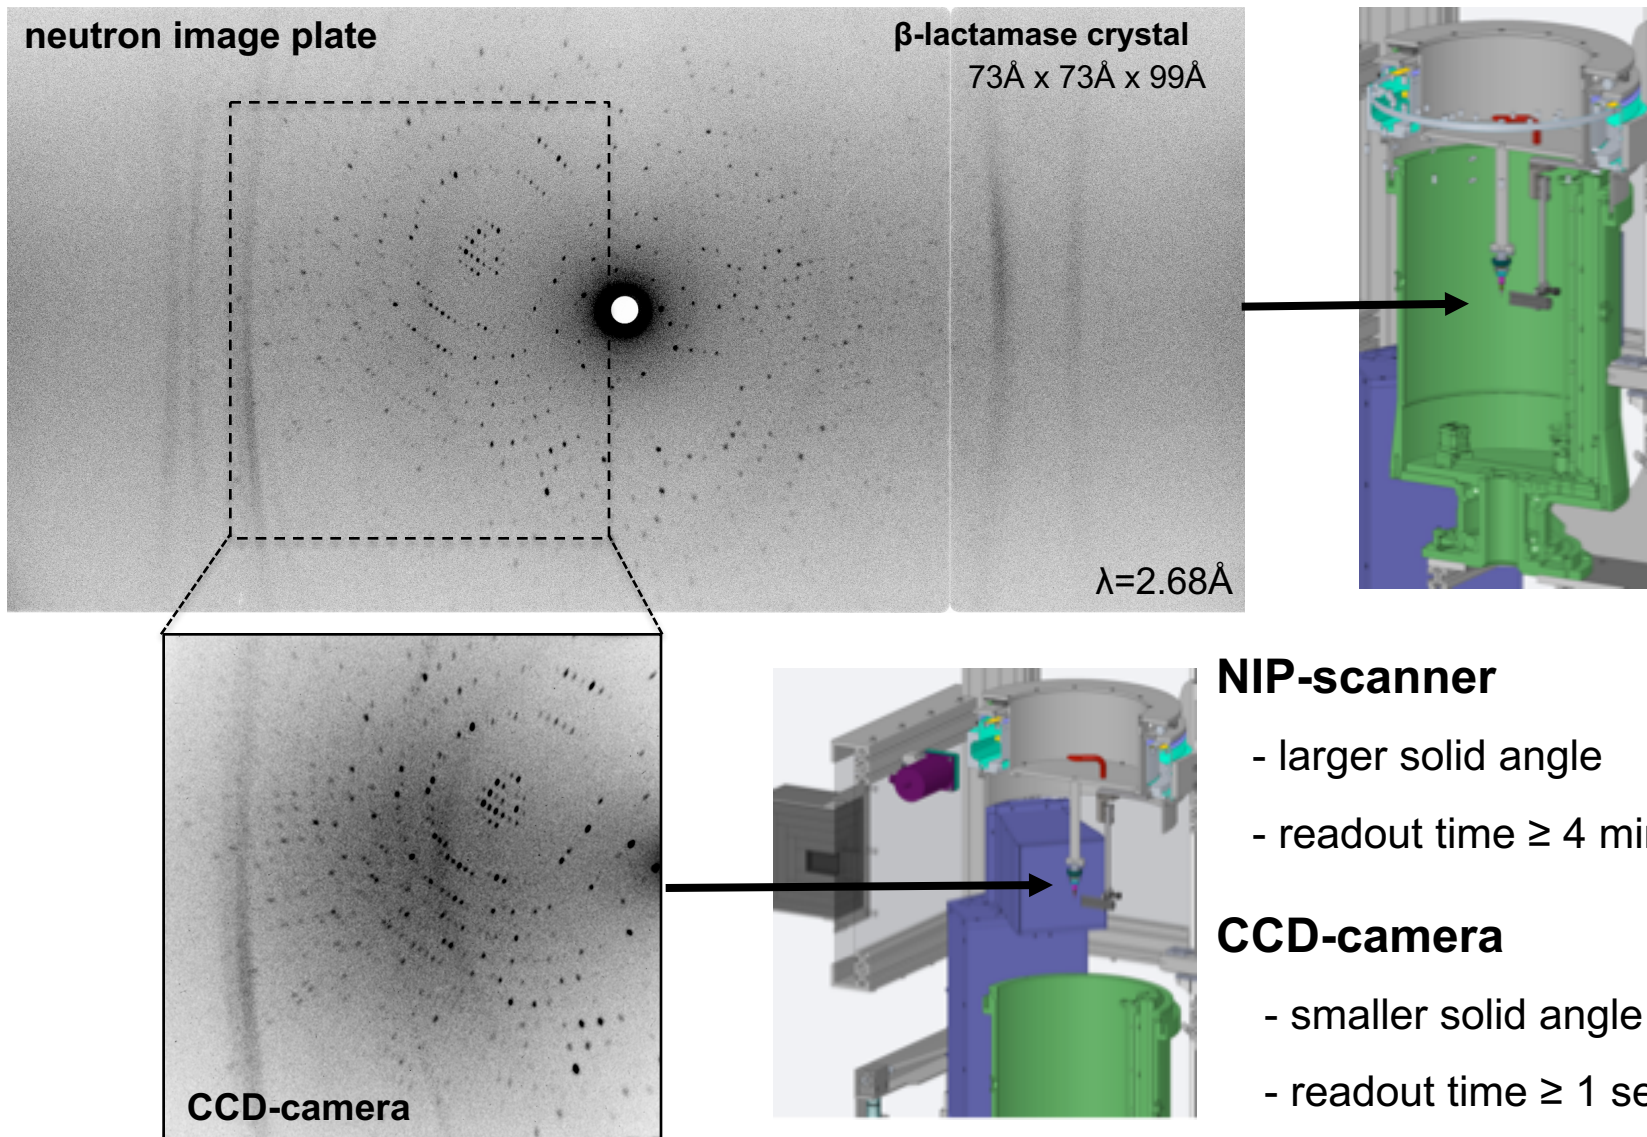 neutron image plate
β-lactamase crystal
73Å x 73Å x 99Å
λ=2.68Å
CCD-camera
NIP-scanner
- larger solid angle
- readout time ≥ 4
CCD-camera
- smaller solid angle
- readout time ≥ 1